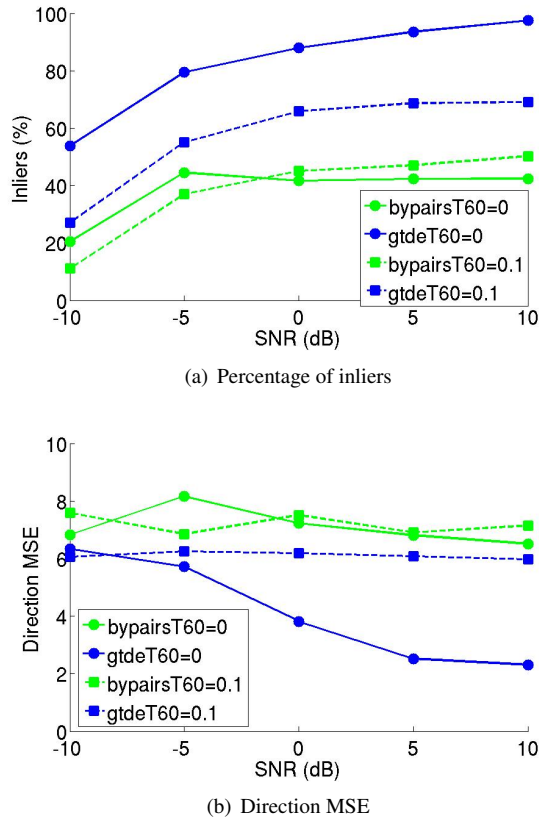 100
80
60
40
20
0
Inliers (%)
bypairsT60=0
gtdeT60=0
bypairsT60=0.1
gtdeT60=0.1
-10 -5 0 5 10
SNR (dB)
(a) Percentage of inliers
10
8
6
4
2
0
Direction MSE
bypairsT60=0
gtdeT60=0
bypairsT60=0.1
gtdeT60=0.1
-10 -5 0 5 10
SNR (dB)
(b) Direction MSE